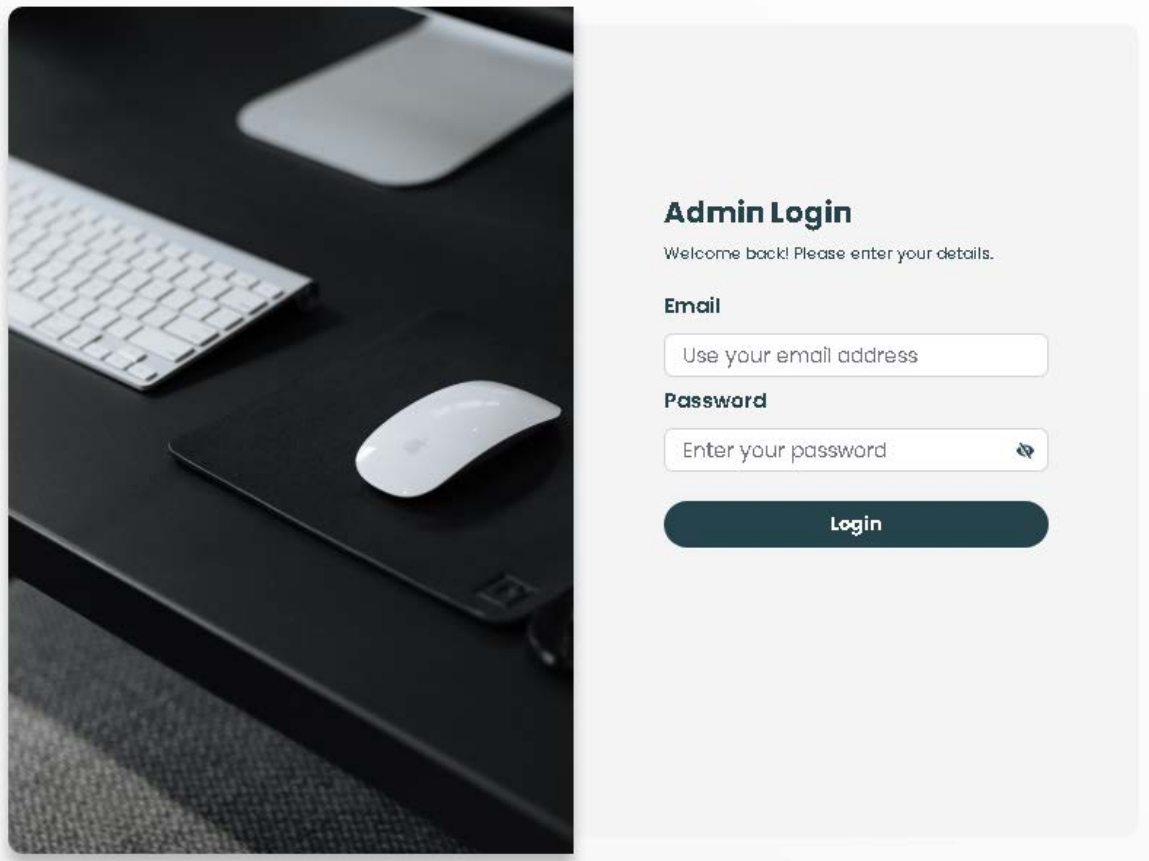 Admin Login
Welcome back! Please enter your details.
Email
Use your email address
Password
Enter your password
Login